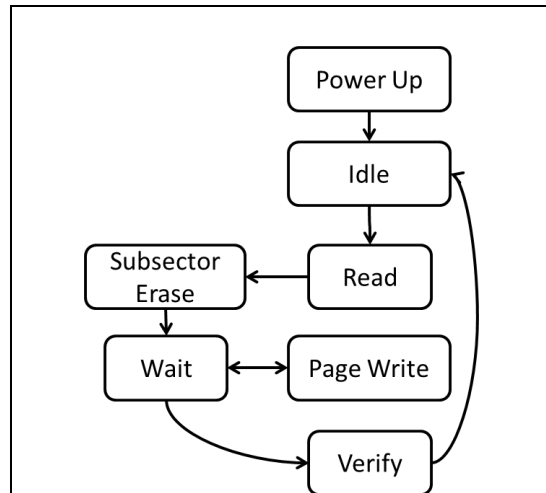 Power Up
Idle
Subsector
Erase
Read
Wait
Page Write
Verify